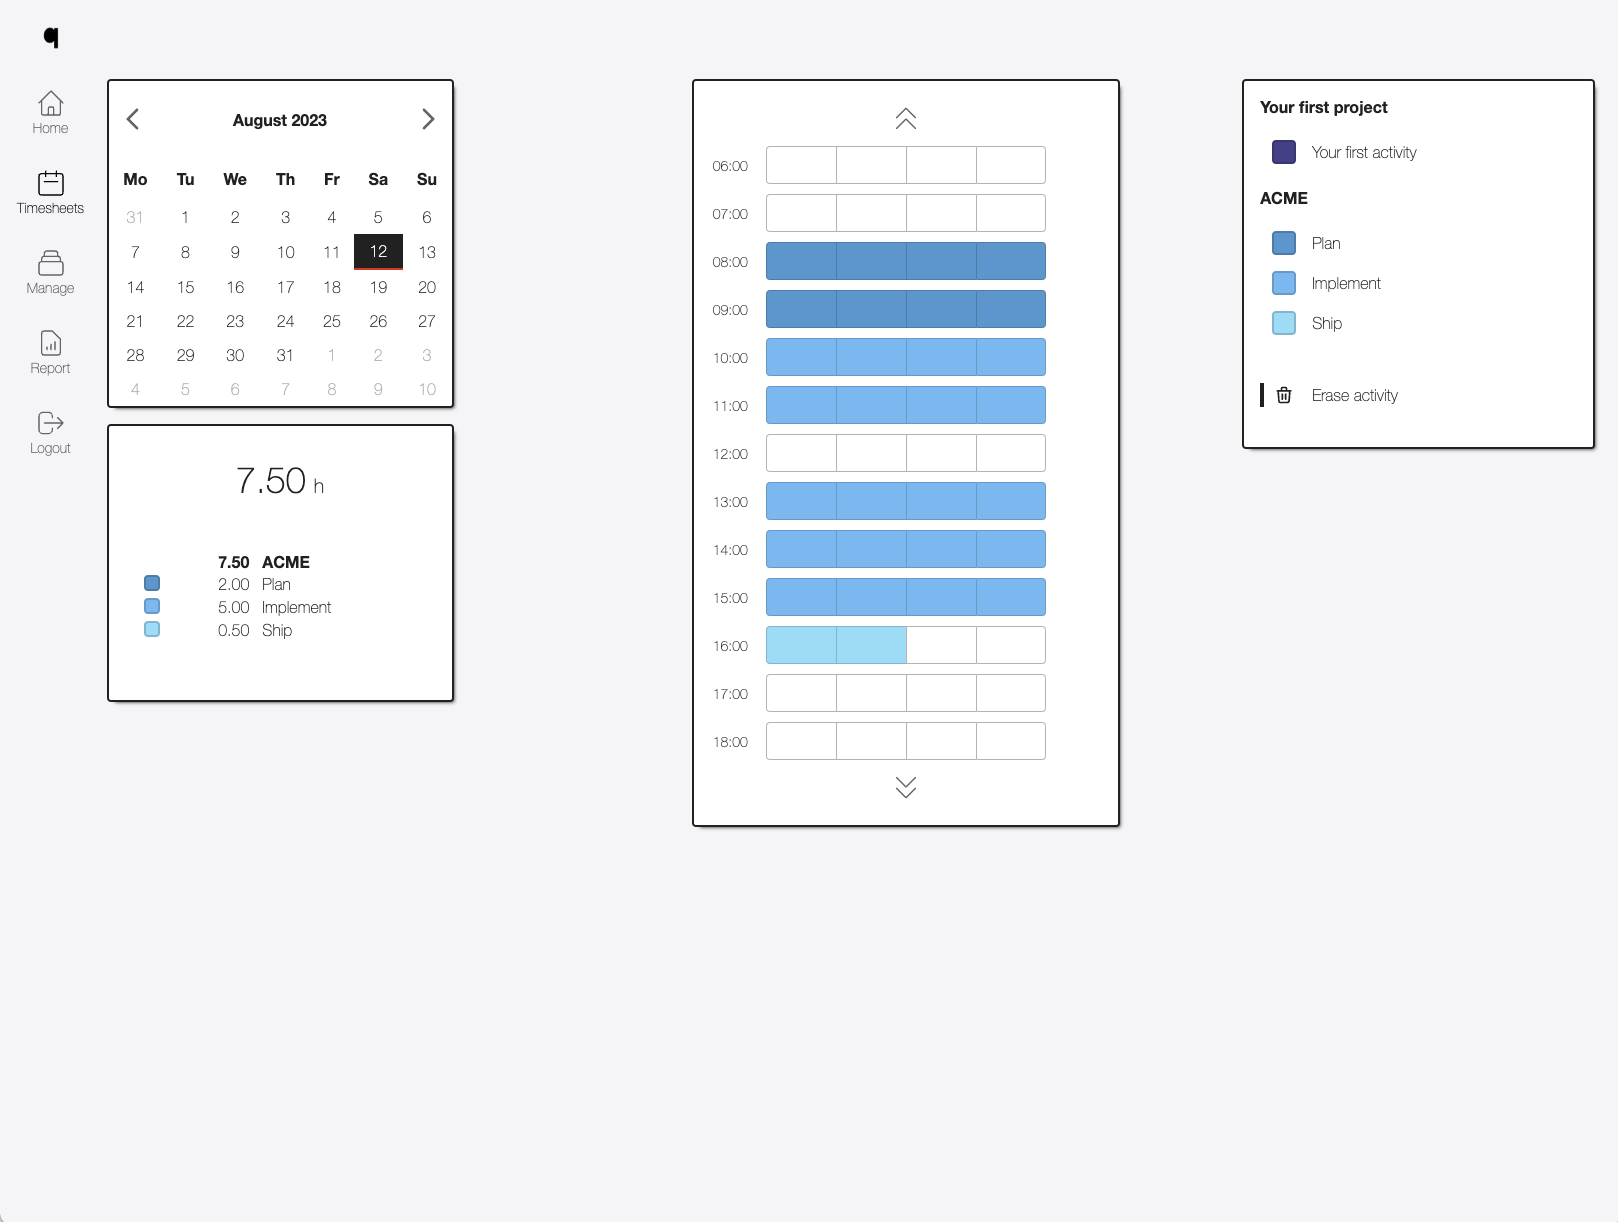 Home
Timesheets
Manage
Report
Logout
August 2023
Mo Tu We Th Fr Sa Su
31 1 2 3 4 5 6
7 8 9 10 11 12 13
14 15 16 17 18 19 20
21 22 23 24 25 26 27
28 29 30 31 1 2 3
4 5 6 7 8 9 10
7.50 h
7.50 ACME
2.00 Plan
5.00 Implement
0.50 Ship
06:00
07:00
08:00
09:00
10:00
11:00
12:00
13:00
14:00
15:00
16:00
17:00
18:00
Your first project
Your first activity
ACME
Plan
Implement
Ship
Erase activity